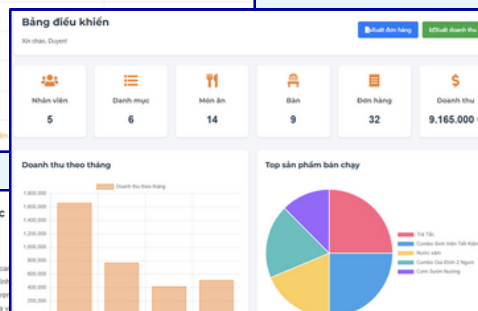 Bảng điều khiển
Xin chào, Duyen!
Xuất đơn hàng
Xuất doanh thu
Nhân viên
5
Danh mục
6
Món ăn
14
Bàn
9
Đơn hàng
32
Doanh thu
9.165.000
Doanh thu theo tháng
Doanh thu theo tháng
1,800,000
1,600,000
1,400,000
1,200,000
1,000,000
800,000
600,000
400,000
200,000
Top sản phẩm bán chạy
Trà Tắc
Combo Sinh Viên Tiết Kiệm
Nước sâm
Combo Gia Đình 2 Người
Cơm Sườn Nướng